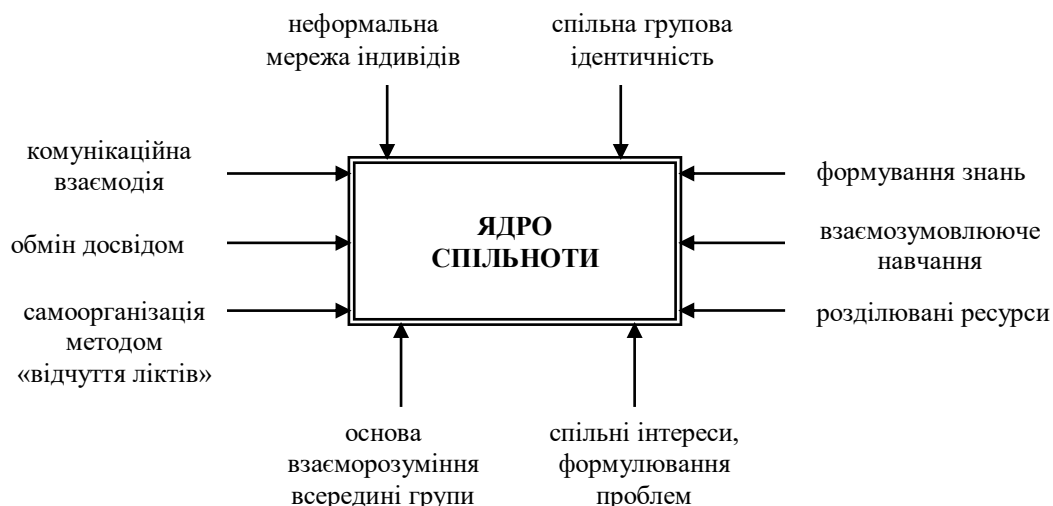 неформальна
мережа індивідів
спільна групова
ідентичність
комунікаційна
взаємодія
обмін досвідом
самоорганізація
методом
«відчуття ліктів»
ЯДРО
СПІЛЬНОТИ
формування знань
взаємозумовлююче
навчання
розділювані ресурси
основа
взаєморозуміння
всередині групи
спільні інтереси,
формулювання
проблем